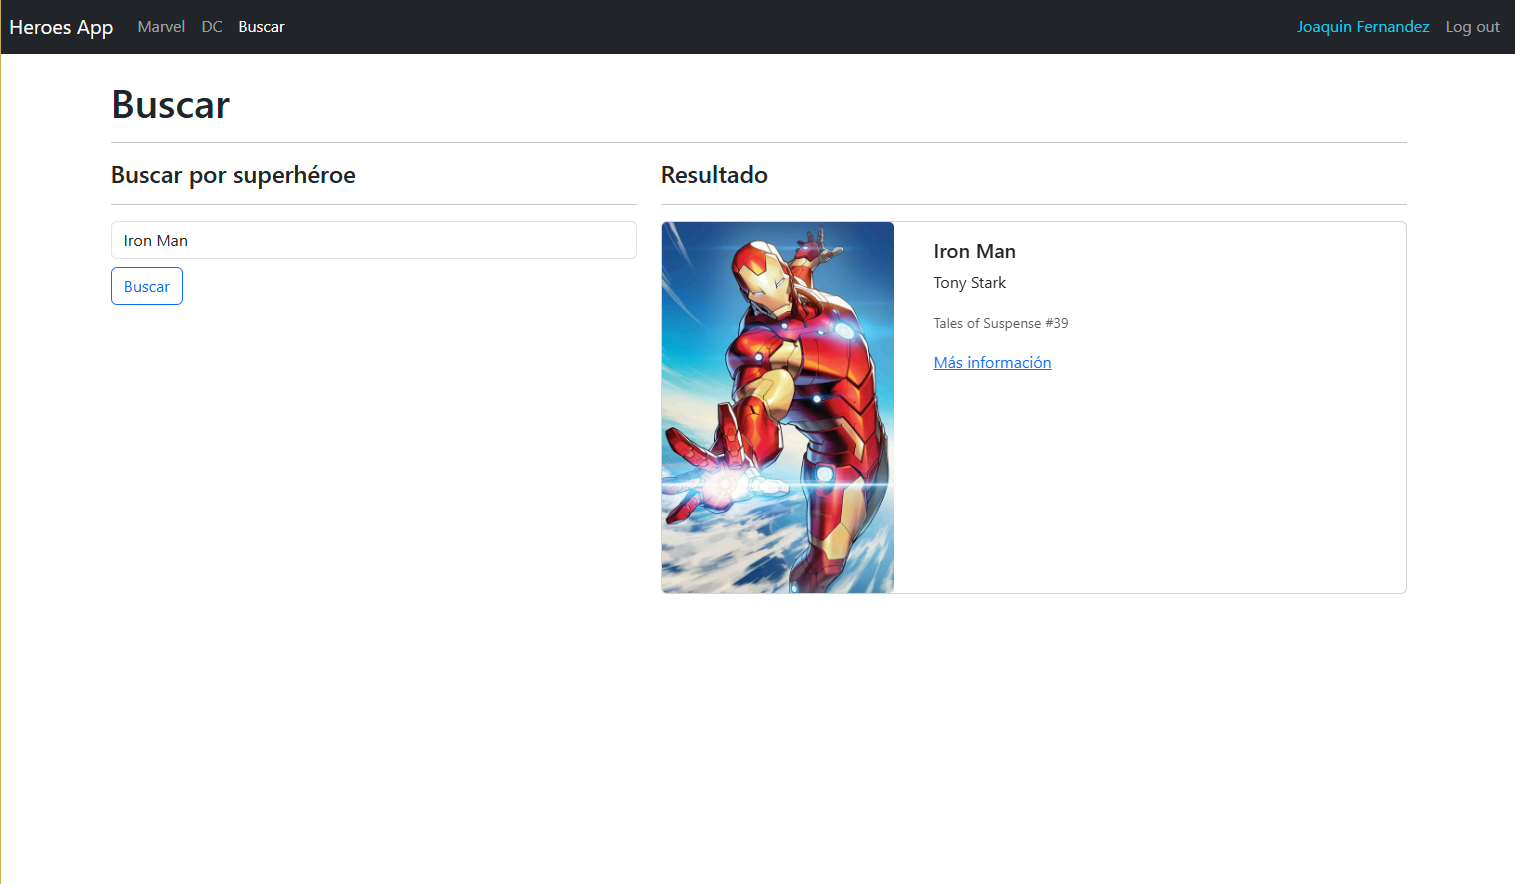 Heroes App Marvel DC Buscar Joaquin Fernandez Log out
Buscar
Buscar por superhéroe
Iron Man
Buscar
Resultado
Iron Man
Tony Stark
Tales of Suspense #39
Más información